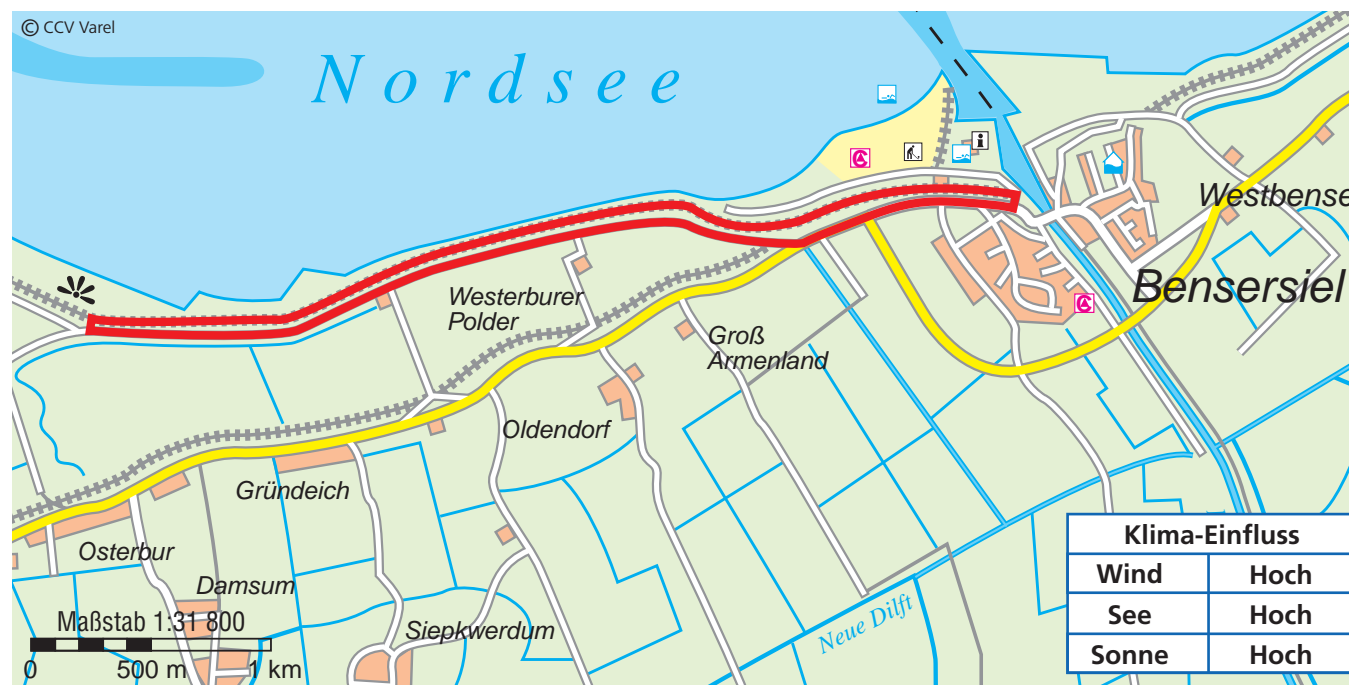 © CCV Varel
Nordsee
Westbense
Bensersiel
Westerburer
Polder
Groß
Armenland
Oldendorf
Gründeich
Osterbur
Damsum
Siepkwerdum
Neue Dilft
Maßstab 1:31 800
0 500 m 1 km
Klima-Einfluss
Wind Hoch
See Hoch
Sonne Hoch